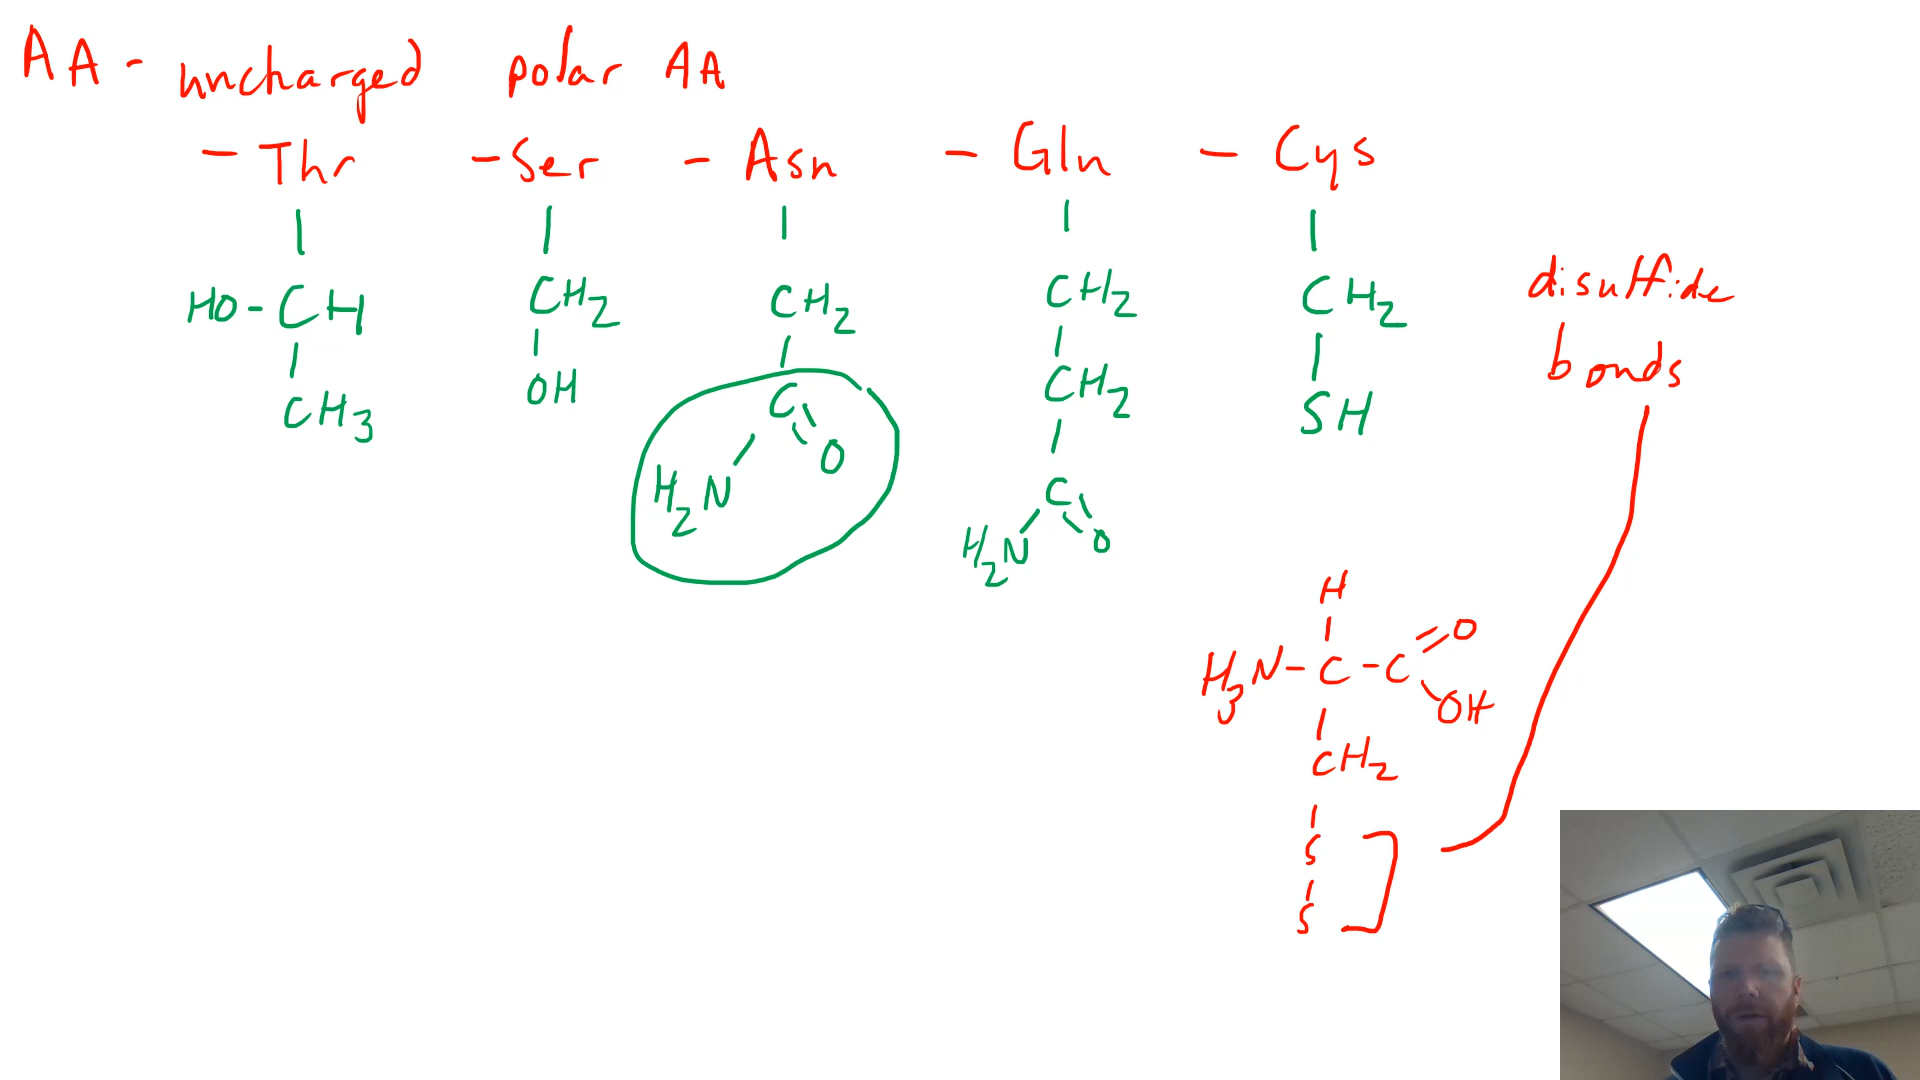 AA - uncharged polar AA
- Thr - Ser - Asn - Gln - Cys
HO-CH CH2 CH2 CH2 CH2
CH3 OH C CH2 SH
H2N O C
H2N O
disulfide
bonds
H
H3N-C-C=O
OH
CH2
S
S